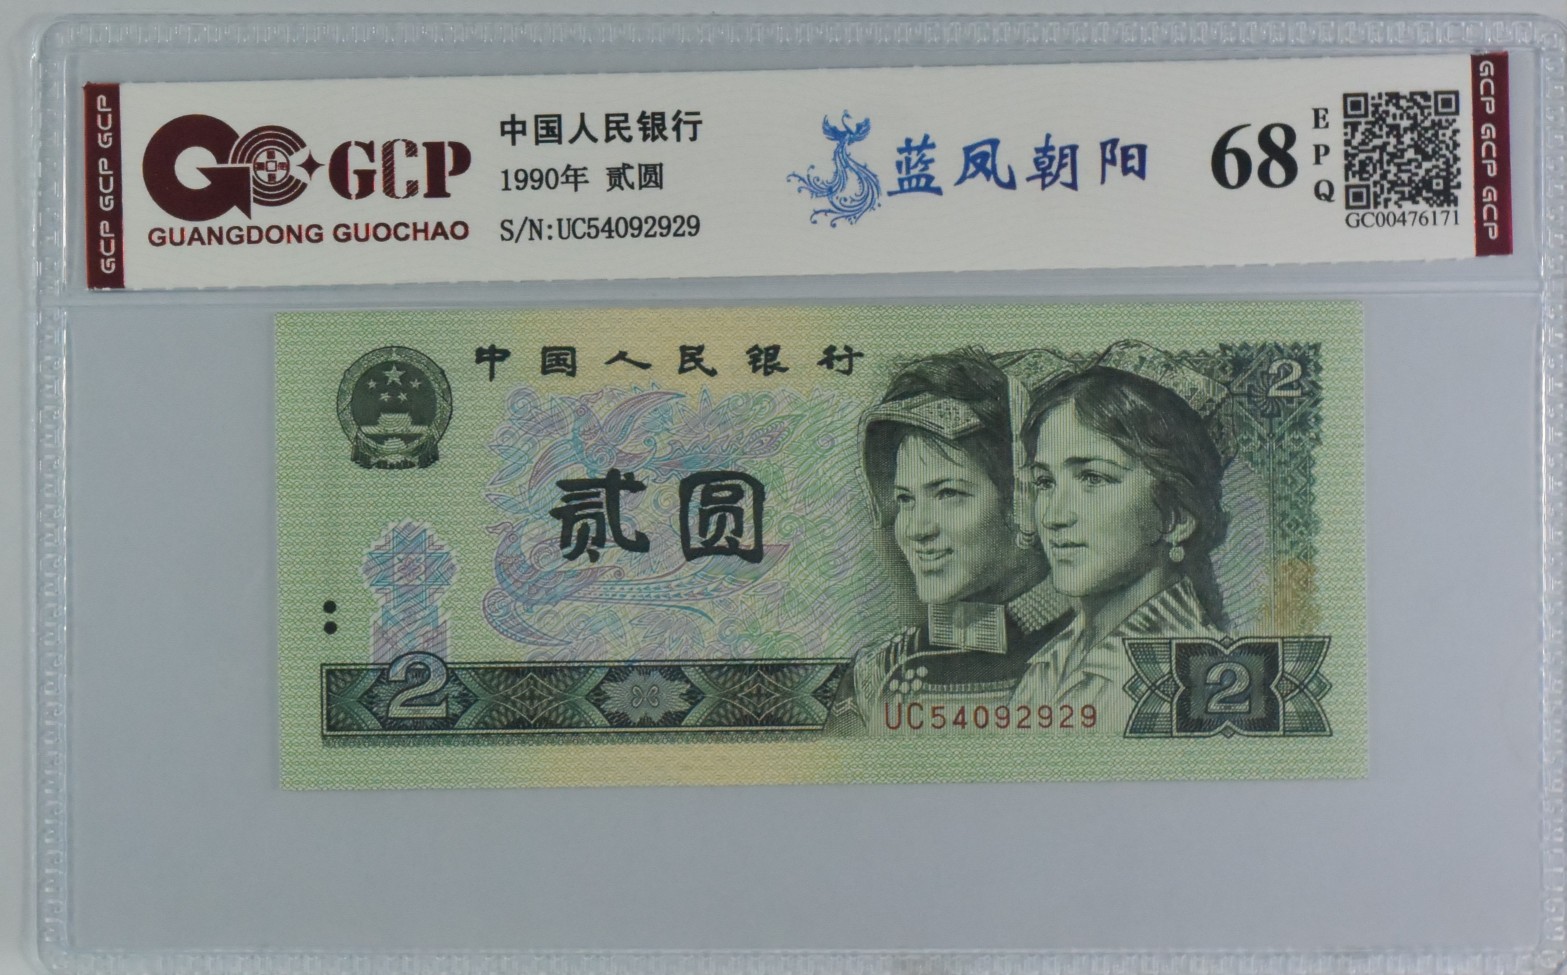 GCP GCP GCP
GCP
GUANGDONG GUOCHAO
中国人民银行
1990年 贰圆
S/N:UC54092929
蓝凤朝阳
68
EPQ
GC00476171
GCP GCP GCP
中国人民银行
2
贰圆
2
2
UC54092929